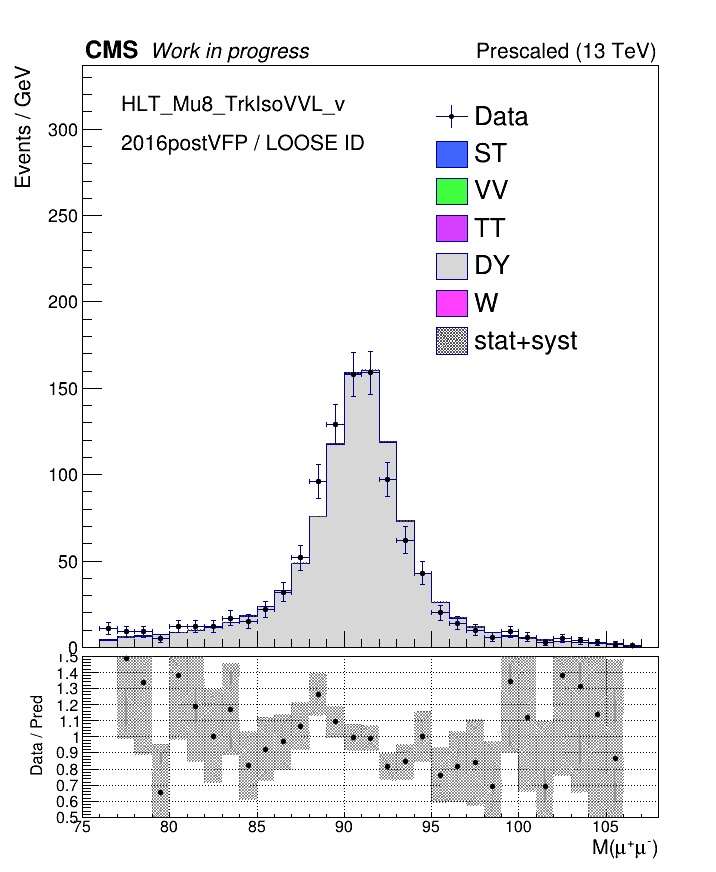 CMS Work in progress Prescaled (13 TeV)
Events / GeV
HLT_Mu8_TrkIsoVVL_v
2016postVFP / LOOSE ID
Data
ST
VV
TT
DY
W
stat+syst
300
250
200
150
100
50
0
Data / Pred
1.5
1.4
1.3
1.2
1.1
1
0.9
0.8
0.7
0.6
0.5
75 80 85 90 95 100 105
M(μ⁺μ⁻)